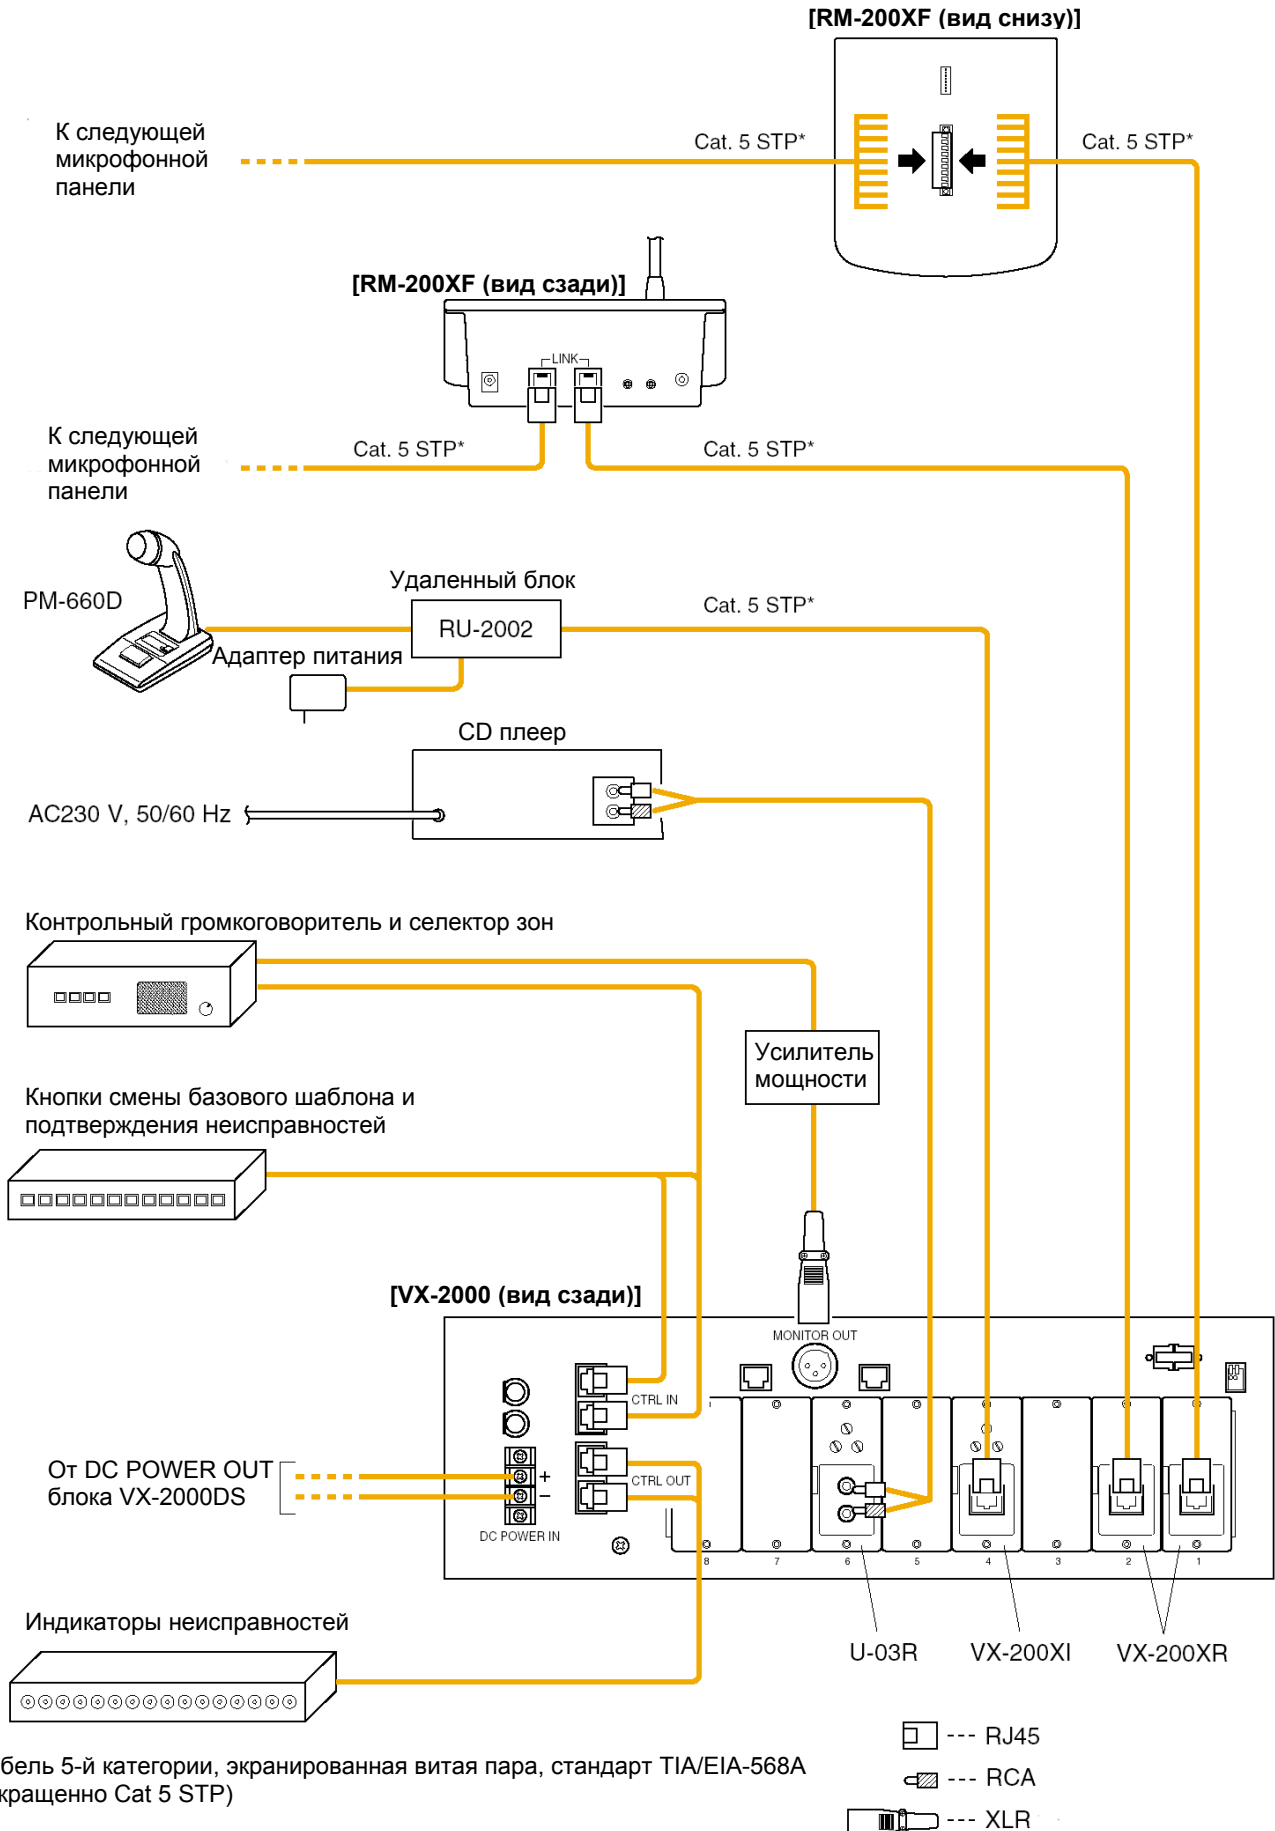 [RM-200XF (вид снизу)]
К следующей
микрофонной
панели
Cat. 5 STP*
Cat. 5 STP*
[RM-200XF (вид сзади)]
LINK
К следующей
микрофонной
панели
Cat. 5 STP*
Cat. 5 STP*
PM-660D
Удаленный блок
RU-2002
Cat. 5 STP*
Адаптер питания
CD плеер
AC230 V, 50/60 Hz
Контрольный громкоговоритель и селектор зон
Усилитель
мощности
Кнопки смены базового шаблона и
подтверждения неисправностей
[VX-2000 (вид сзади)]
MONITOR OUT
CTRL IN
От DC POWER OUT
блока VX-2000DS
+
−
CTRL OUT
DC POWER IN
8 7 6 5 4 3 2 1
Индикаторы неисправностей
U-03R
VX-200XI
VX-200XR
--- RJ45
бель 5-й категории, экранированная витая пара, стандарт TIA/EIA-568A
кращенно Cat 5 STP)
--- RCA
--- XLR